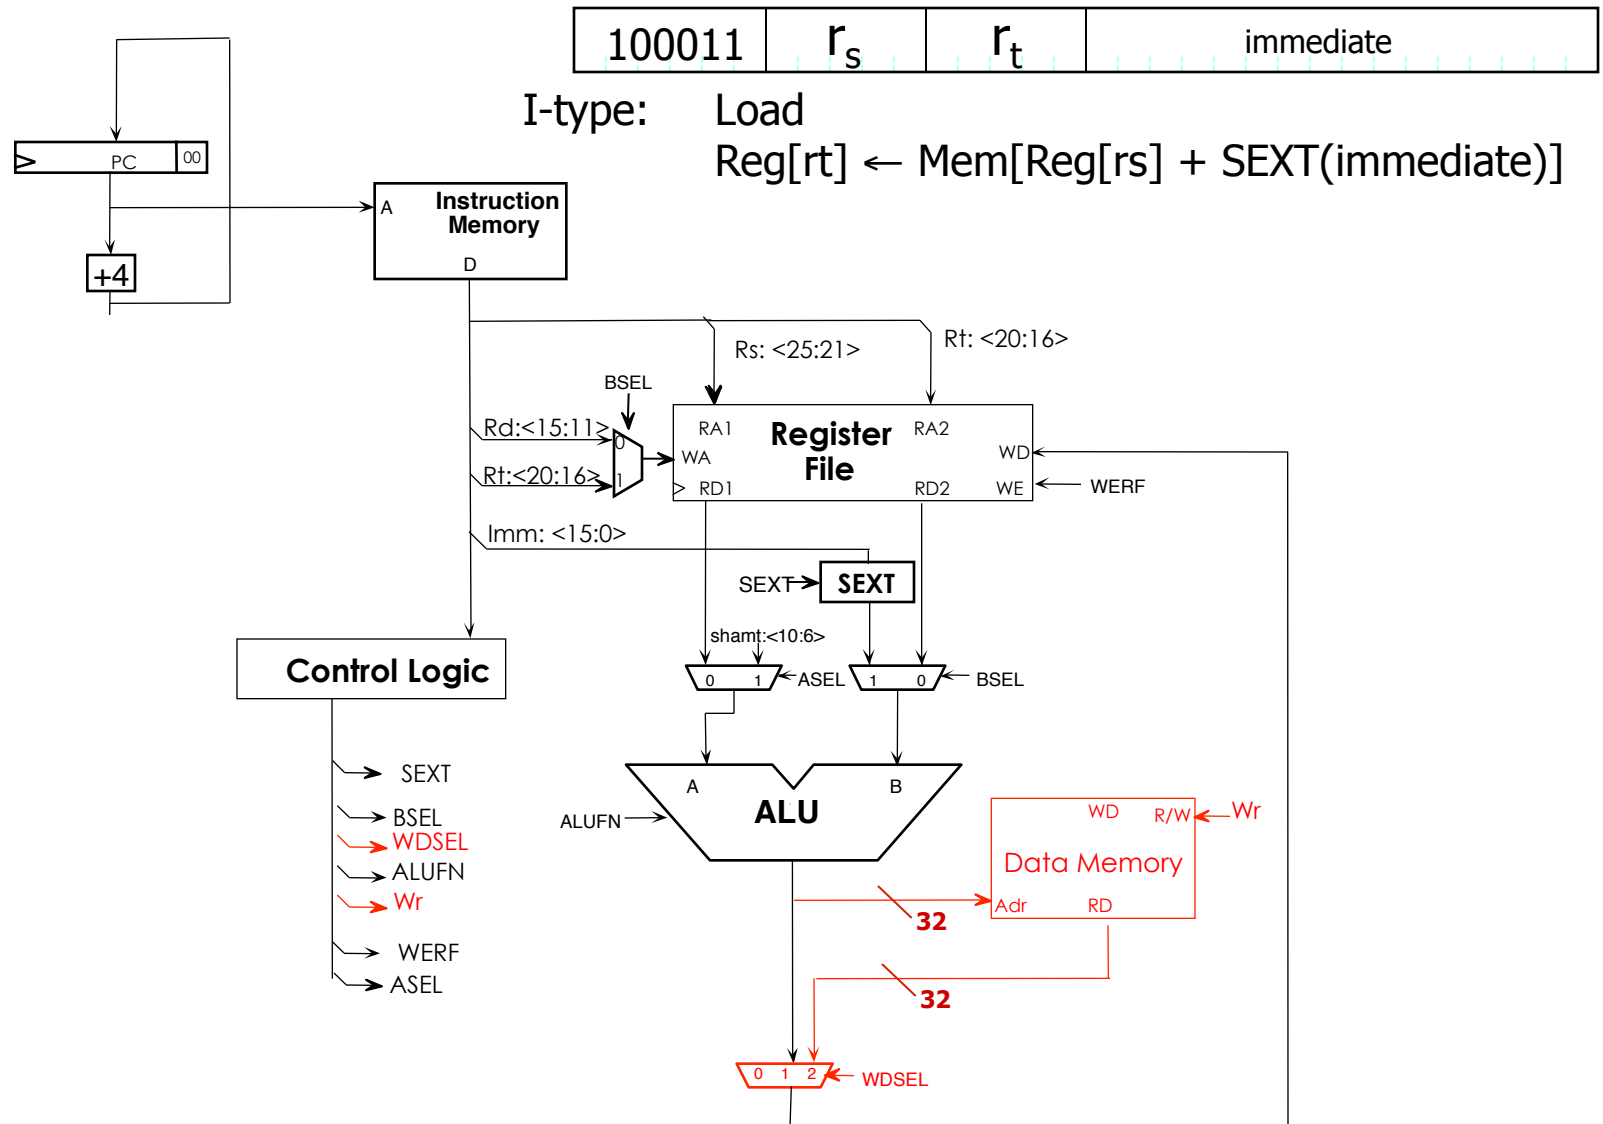 100011 rs rt immediate
I-type: Load
Reg[rt] ← Mem[Reg[rs] + SEXT(immediate)]
PC 00
+4
A Instruction Memory
D
Rs: <25:21>
Rt: <20:16>
BSEL
Rd:<15:11>
0
Rt:<20:16>
1
RA1 Register File RA2
WA
WD
RD1 RD2 WE
WERF
Imm: <15:0>
SEXT SEXT
shamt:<10:6>
0 1 ASEL
1 0 BSEL
Control Logic
A B
ALU
ALUFN
SEXT
BSEL
WDSEL
ALUFN
Wr
WERF
ASEL
WD R/W Wr
Data Memory
Adr RD
32
32
0 1 2 WDSEL